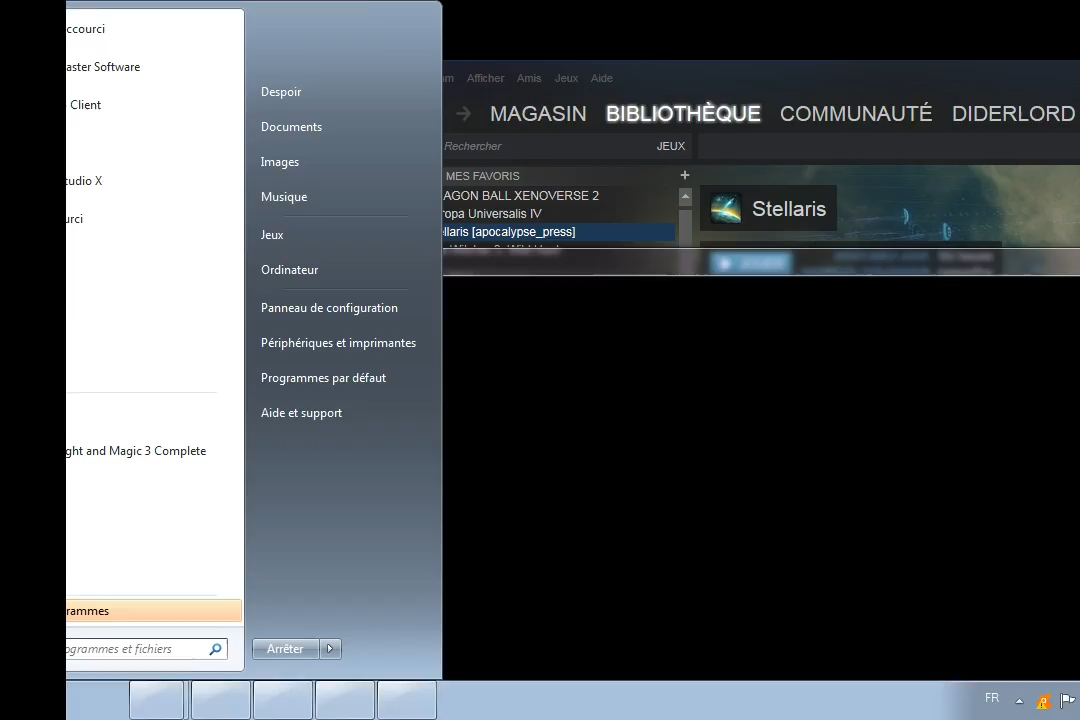 ccourci
aster Software
Client
tudio X
urci
ght and Magic 3 Complete
rammes
ogrammes et fichiers
Despoir
Documents
Images
Musique
Jeux
Ordinateur
Panneau de configuration
Périphériques et imprimantes
Programmes par défaut
Aide et support
Arrêter
am Afficher Amis Jeux Aide
MAGASIN BIBLIOTHÈQUE COMMUNAUTÉ DIDERLORD
Rechercher JEUX
MES FAVORIS +
AGON BALL XENOVERSE 2
ropa Universalis IV
llaris [apocalypse_press]
Stellaris
FR